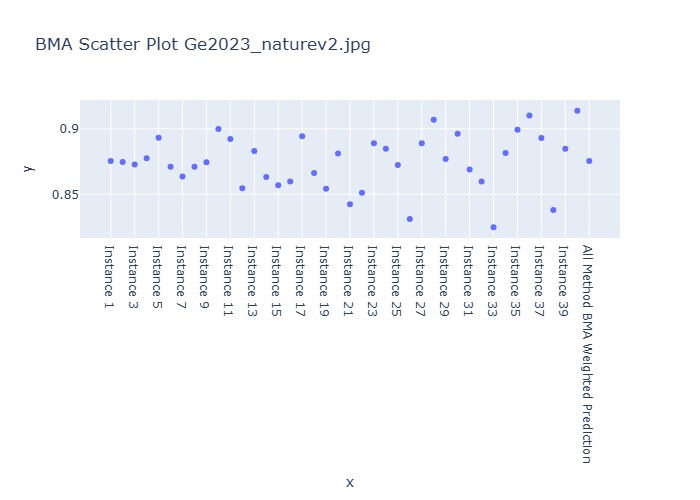 BMA Scatter Plot Ge2023_naturev2.jpg
0.9
0.85
y
Instance 1
Instance 3
Instance 5
Instance 7
Instance 9
Instance 11
Instance 13
Instance 15
Instance 17
Instance 19
Instance 21
Instance 23
Instance 25
Instance 27
Instance 29
Instance 31
Instance 33
Instance 35
Instance 37
Instance 39
All Method BMA Weighted Prediction
x